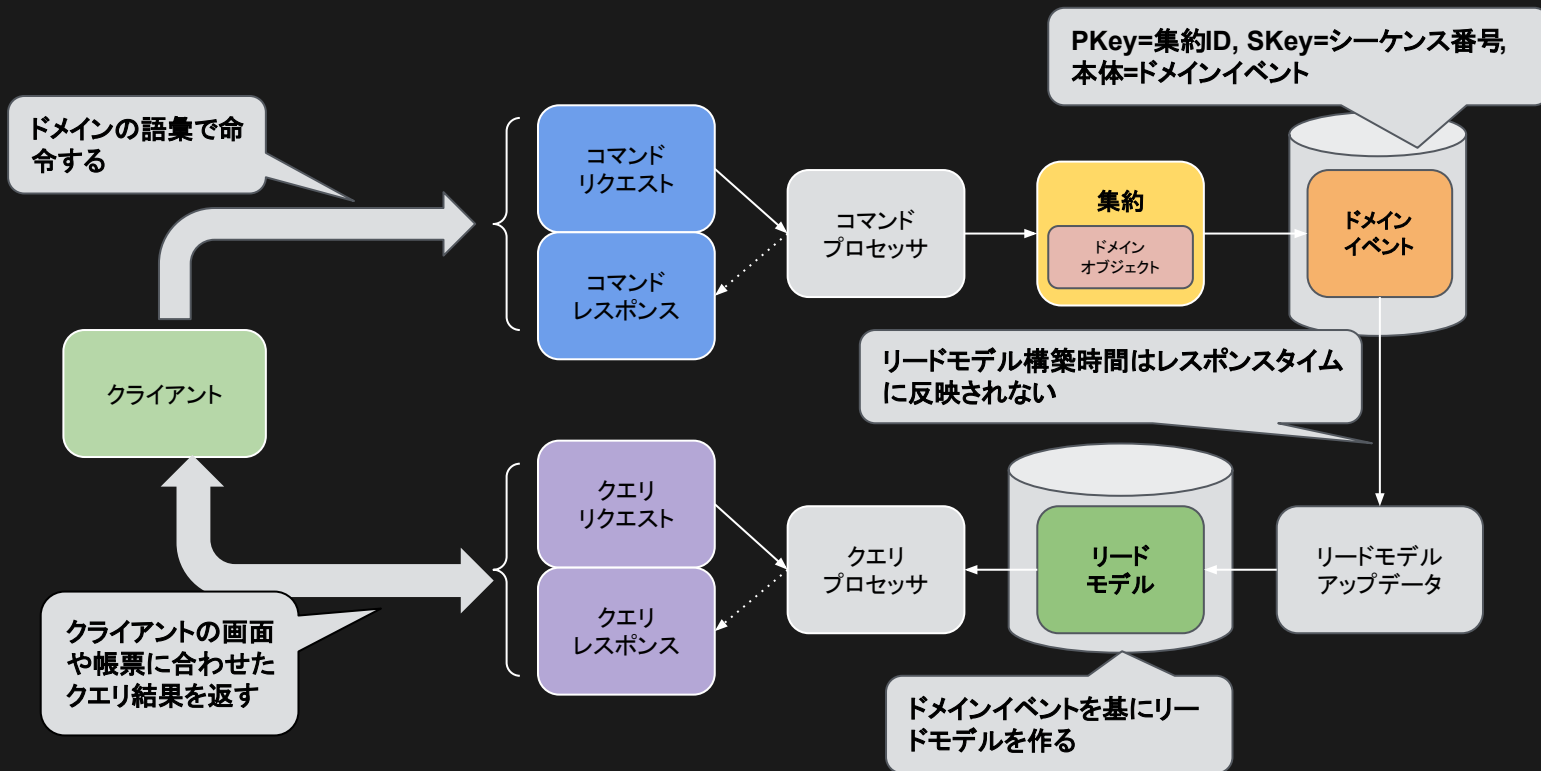 PKey=集約ID, SKey=シーケンス番号,
本体=ドメインイベント
ドメインの語彙で命
令する
コマンド
リクエスト
コマンド
レスポンス
コマンド
プロセッサ
集約
ドメイン
オブジェクト
ドメイン
イベント
クライアント
リードモデル構築時間はレスポンスタイム
に反映されない
クエリ
リクエスト
クエリ
レスポンス
クエリ
プロセッサ
リード
モデル
リードモデル
アップデータ
クライアントの画面
や帳票に合わせた
クエリ結果を返す
ドメインイベントを基にリー
ドモデルを作る